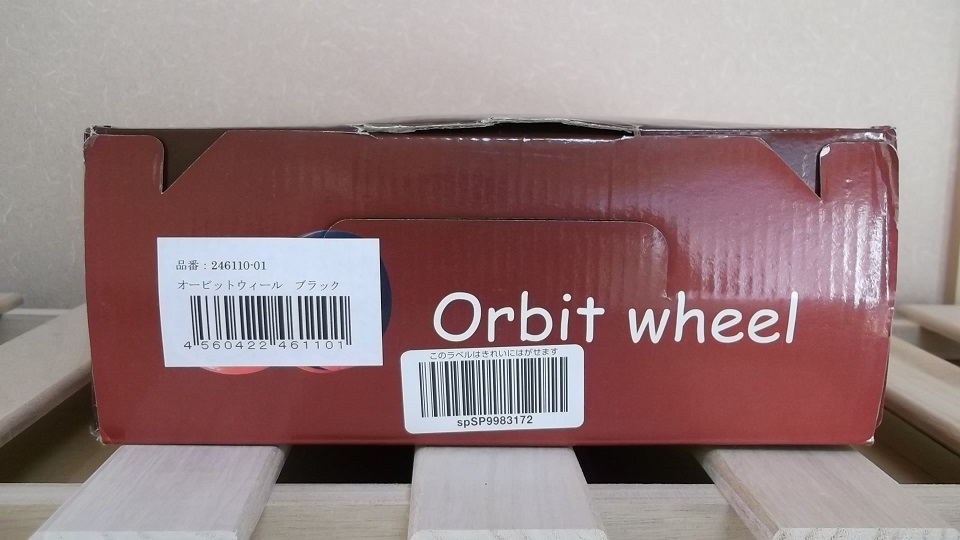 品番：246110-01
オービットウィール　ブラック
4 560422 461101
Orbit wheel
このラベルはきれいにはがせます
spSP9983172